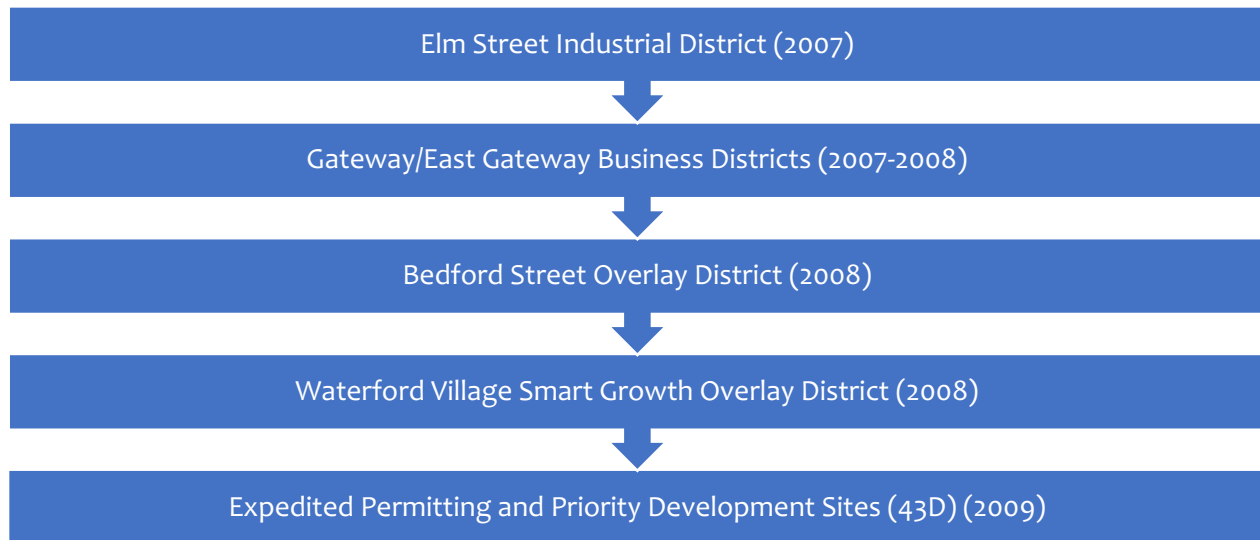 Elm Street Industrial District (2007)
Gateway/East Gateway Business Districts (2007-2008)
Bedford Street Overlay District (2008)
Waterford Village Smart Growth Overlay District (2008)
Expedited Permitting and Priority Development Sites (43D) (2009)